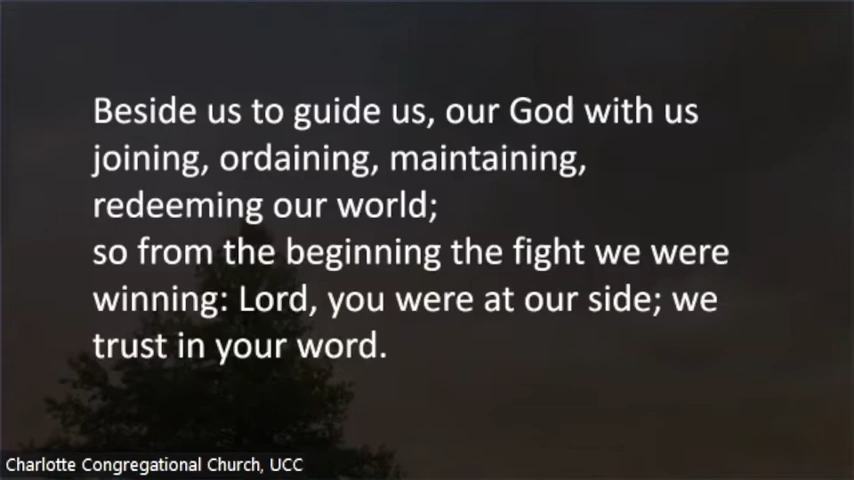 Beside us to guide us, our God with us
joining, ordaining, maintaining,
redeeming our world;
so from the beginning the fight we were
winning: Lord, you were at our side; we
trust in your word.
Charlotte Congregational Church, UCC